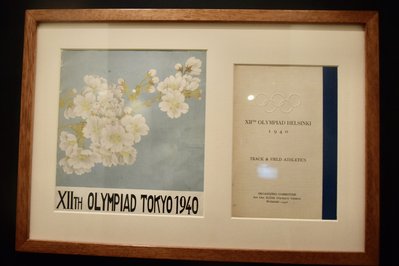 XIITH OLYMPIAD TOKYO 1940
XIITH OLYMPIAD HELSINKI
1940
TRACK & FIELD ATHLETICS
ORGANIZING COMMITTEE